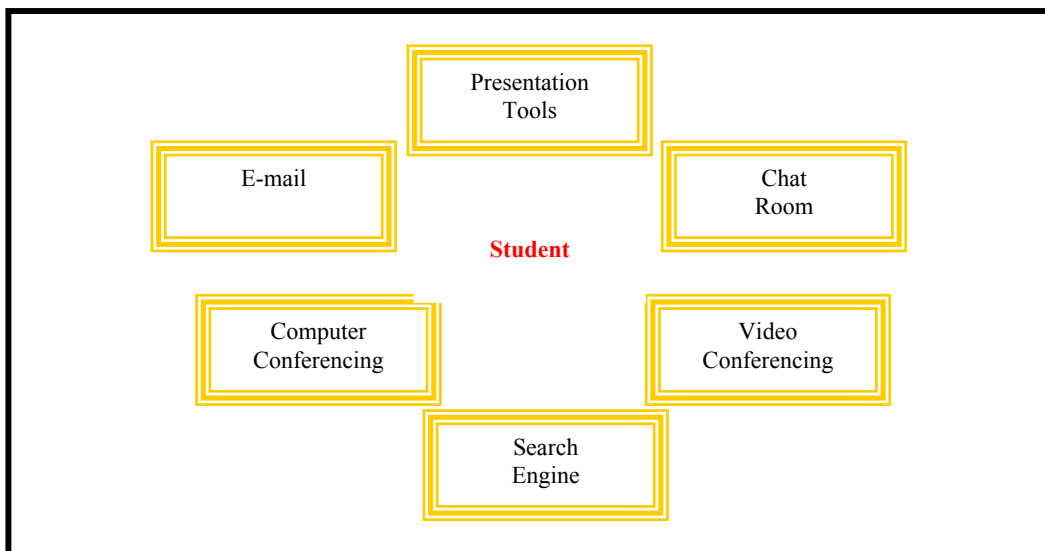 Presentation
Tools
E-mail
Chat
Room
Student
Computer
Conferencing
Video
Conferencing
Search
Engine